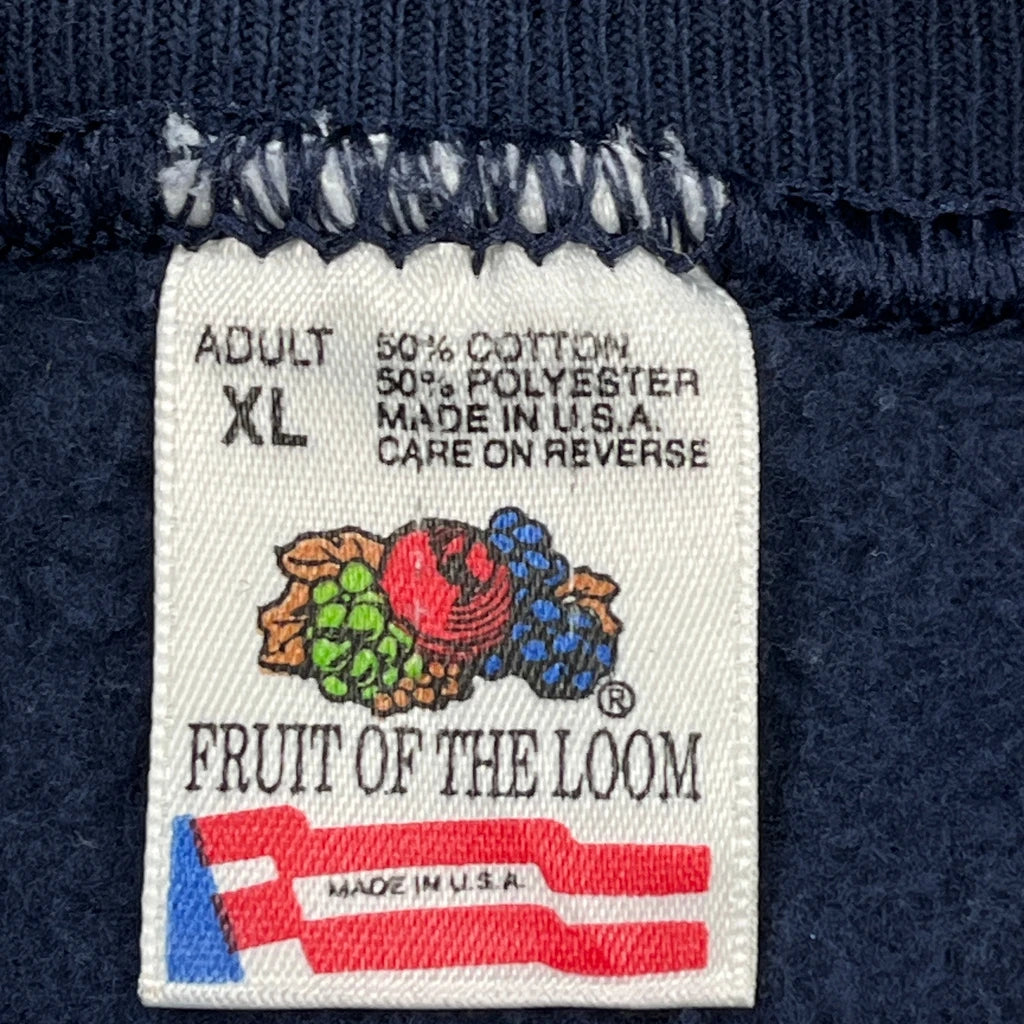 ADULT
XL
50% COTTON
50% POLYESTER
MADE IN U.S.A.
CARE ON REVERSE
®
FRUIT OF THE LOOM
MADE IN U.S.A.